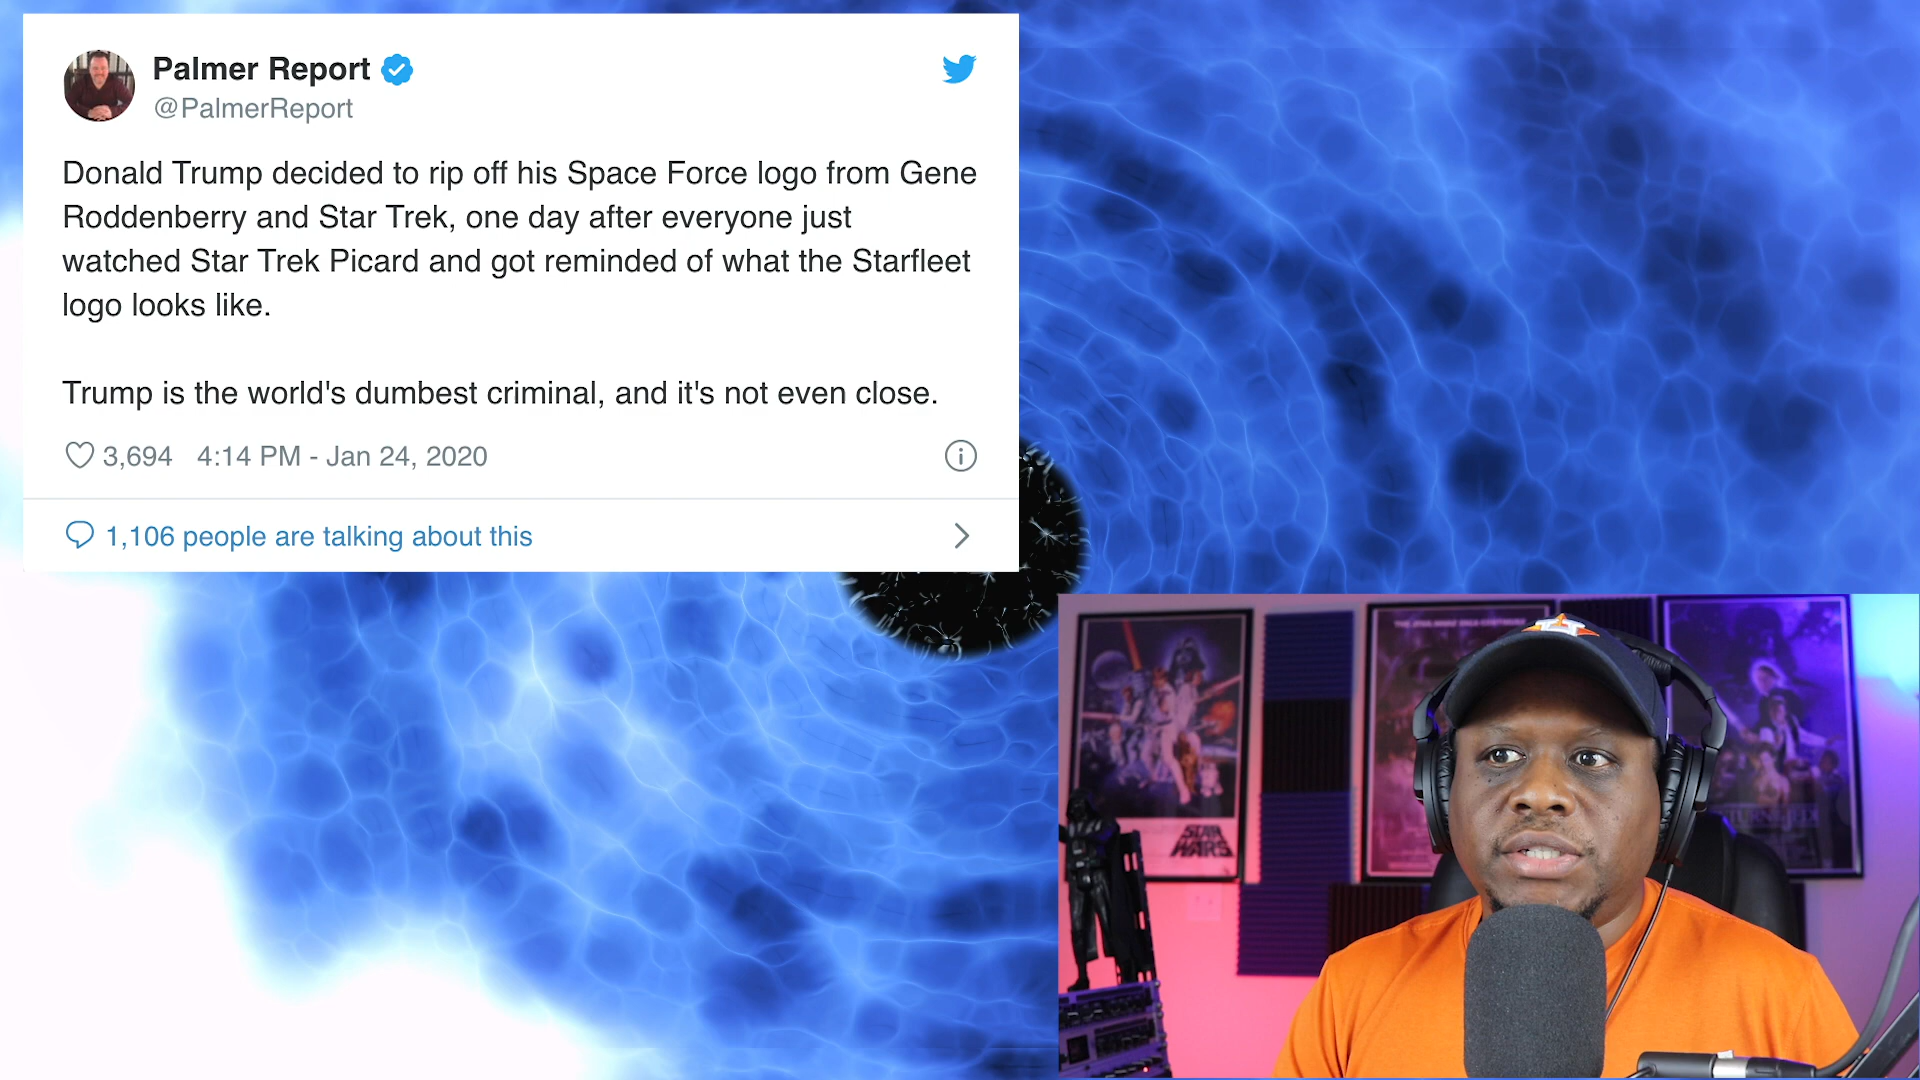 Palmer Report
@PalmerReport
Donald Trump decided to rip off his Space Force logo from Gene
Roddenberry and Star Trek, one day after everyone just
watched Star Trek Picard and got reminded of what the Starfleet
logo looks like.
Trump is the world's dumbest criminal, and it's not even close.
3,694 4:14 PM - Jan 24, 2020
1,106 people are talking about this
STAR
WARS